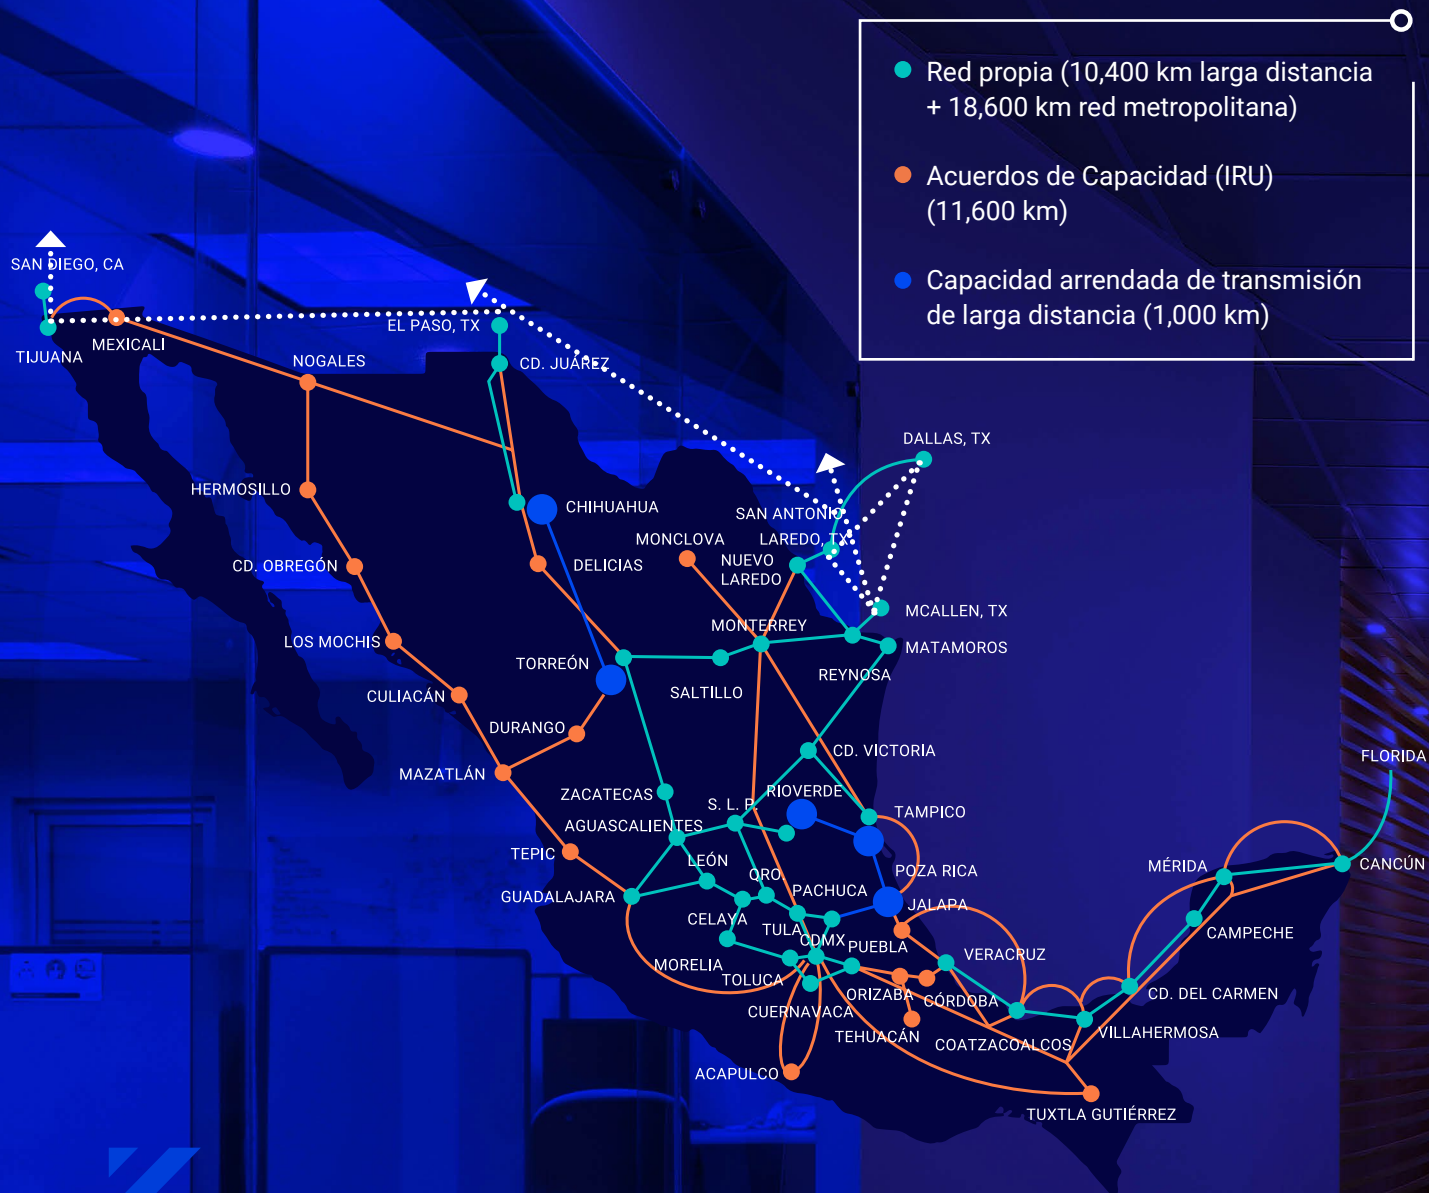 Red propia (10,400 km larga distancia
+ 18,600 km red metropolitana)
Acuerdos de Capacidad (IRU)
(11,600 km)
Capacidad arrendada de transmisión
de larga distancia (1,000 km)
SAN DIEGO, CA
TIJUANA
MEXICALI
NOGALES
EL PASO, TX
CD. JUÁREZ
DALLAS, TX
HERMOSILLO
CHIHUAHUA
SAN ANTONIO
MONCLOVA
LAREDO, TX
NUEVO
LAREDO
CD. OBREGÓN
DELICIAS
MCALLEN, TX
MONTERREY
LOS MOCHIS
MATAMOROS
TORREÓN
REYNOSA
SALTILLO
CULIACÁN
DURANGO
CD. VICTORIA
FLORIDA
MAZATLÁN
ZACATECAS
RIOVERDE
S. L. P.
TAMPICO
AGUASCALIENTES
TEPIC
LEÓN
QRO
POZA RICA
MÉRIDA
CANCÚN
GUADALAJARA
PACHUCA
JALAPA
CELAYA
TULA
CDMX
PUEBLA
CAMPECHE
MORELIA
TOLUCA
VERACRUZ
ORIZABA
CÓRDOBA
CD. DEL CARMEN
CUERNAVACA
TEHUACÁN
COATZACOALCOS
VILLAHERMOSA
ACAPULCO
TUXTLA GUTIÉRREZ